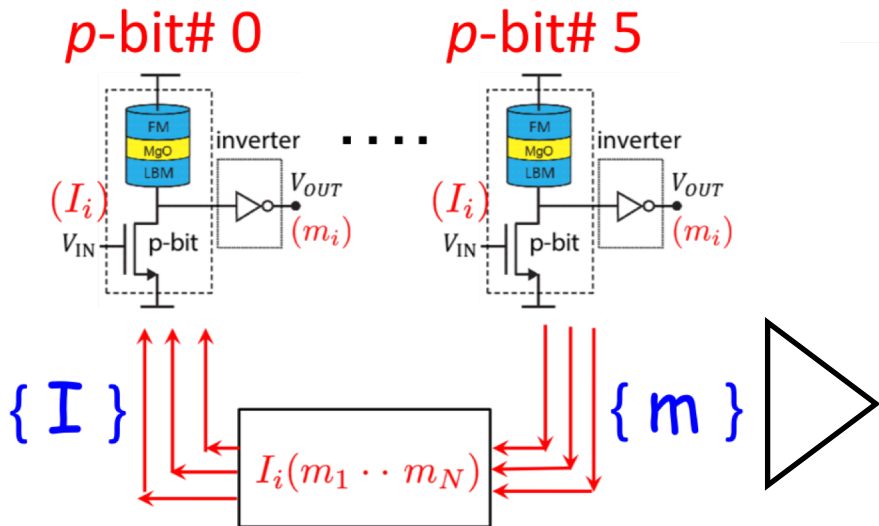 p-bit# 0
p-bit# 5
FM
MgO
LBM
inverter
V_OUT
(I_i)
(m_i)
V_IN
p-bit
. . . .
FM
MgO
LBM
inverter
V_OUT
(I_i)
(m_i)
V_IN
p-bit
{ I }
I_i(m_1 · · m_N)
{ m }